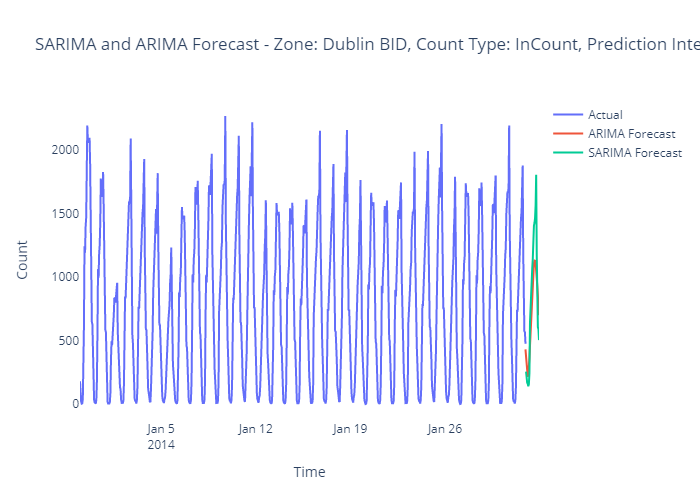 SARIMA and ARIMA Forecast - Zone: Dublin BID, Count Type: InCount, Prediction Inte
Actual
ARIMA Forecast
SARIMA Forecast
2000
1500
1000
500
0
Count
Jan 5
2014
Jan 12
Jan 19
Jan 26
Time